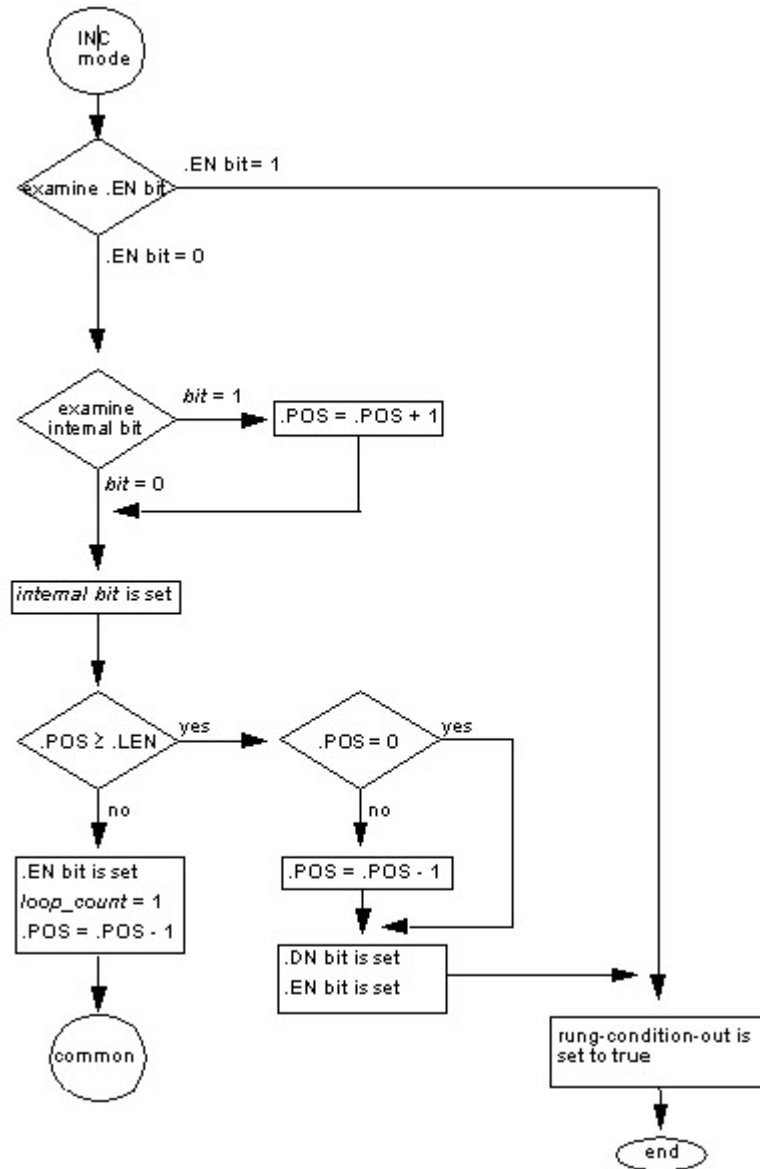 INC
mode
.EN bit = 1
examine .EN bit
.EN bit = 0
bit = 1
examine
internal bit
.POS = .POS + 1
bit = 0
internal bit is set
.POS ≥ .LEN
yes
.POS = 0
yes
no
no
.EN bit is set
loop_count = 1
.POS = .POS - 1
.POS = .POS - 1
.DN bit is set
.EN bit is set
common
rung-condition-out is
set to true
end